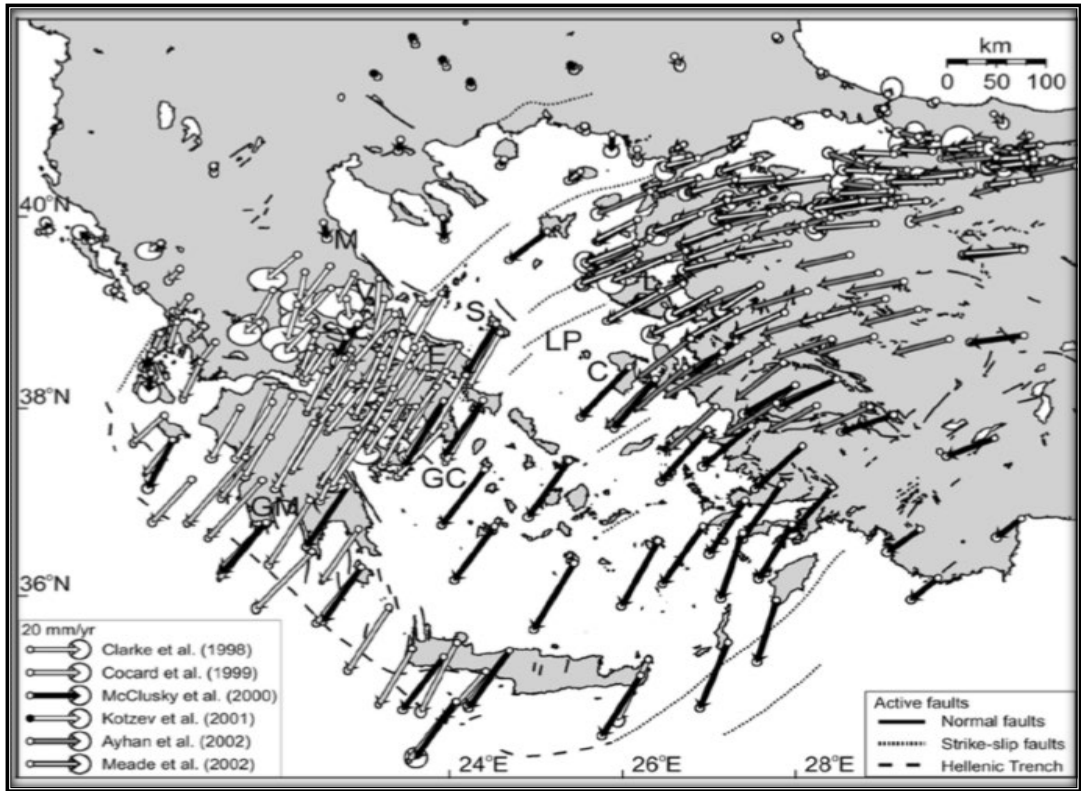 km
0 50 100
40°N
M
V
L
S
E
LP
C
38°N
GC
GM
36°N
20 mm/yr
Clarke et al. (1998)
Cocard et al. (1999)
McClusky et al. (2000)
Kotzev et al. (2001)
Ayhan et al. (2002)
Meade et al. (2002)
Active faults
Normal faults
Strike-slip faults
Hellenic Trench
24°E 26°E 28°E